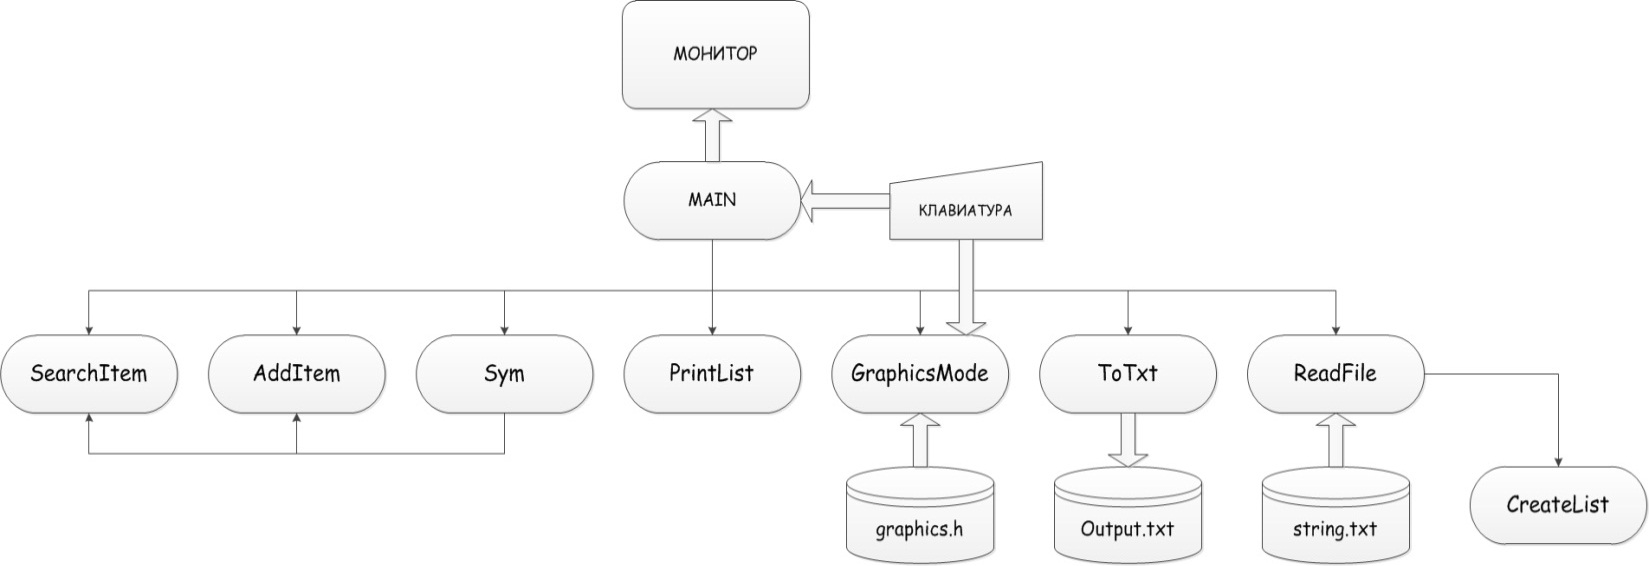 МОНИТОР
MAIN
КЛАВИАТУРА
SearchItem
AddItem
Sym
PrintList
GraphicsMode
ToTxt
ReadFile
graphics.h
Output.txt
string.txt
CreateList